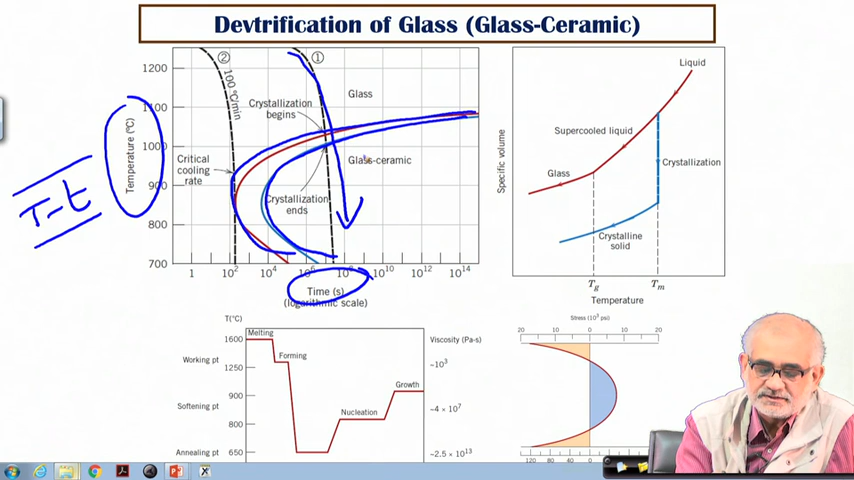 Devtrification of Glass (Glass-Ceramic)
1200
1100
1000
900
800
700
Temperature (°C)
T-t
②
100 °C/min
①
Glass
Crystallization
begins
Glass-ceramic
Critical
cooling
rate
Crystallization
ends
1
10²
10⁴
10⁶
10⁸
10¹⁰
10¹²
10¹⁴
Time (s)
(logarithmic scale)
Specific volume
Liquid
Supercooled liquid
Glass
Crystallization
Crystalline
solid
Tg
Tm
Temperature
T(°C)
Melting
1600
Working pt
Forming
1250
900
Softening pt
800
Annealing pt
650
Nucleation
Growth
Viscosity (Pa-s)
~10³
~4 × 10⁷
~2.5 × 10¹³
Stress (10³ psi)
20
10
0
10
20
120
80
40
0